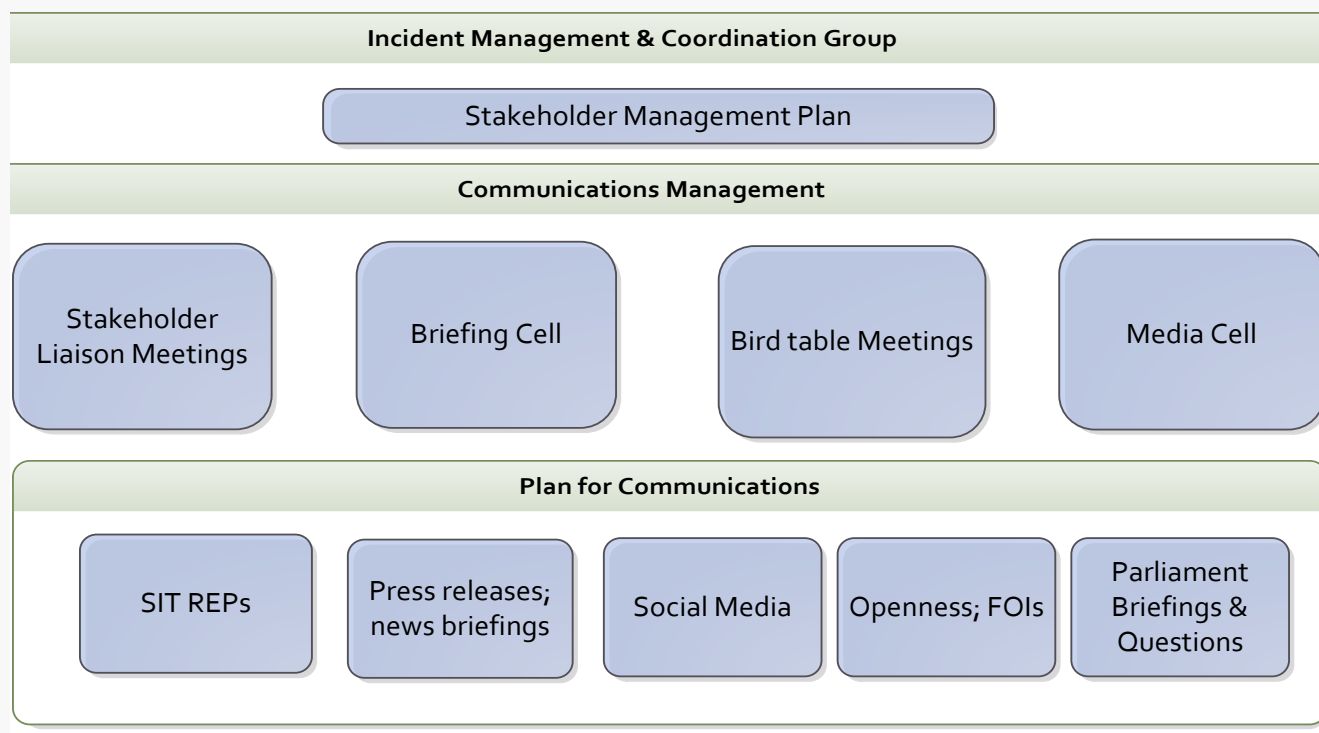 Incident Management & Coordination Group
Stakeholder Management Plan
Communications Management
Stakeholder
Liaison Meetings
Briefing Cell
Bird table Meetings
Media Cell
Plan for Communications
SIT REPs
Press releases;
news briefings
Social Media
Openness; FOIs
Parliament
Briefings &
Questions